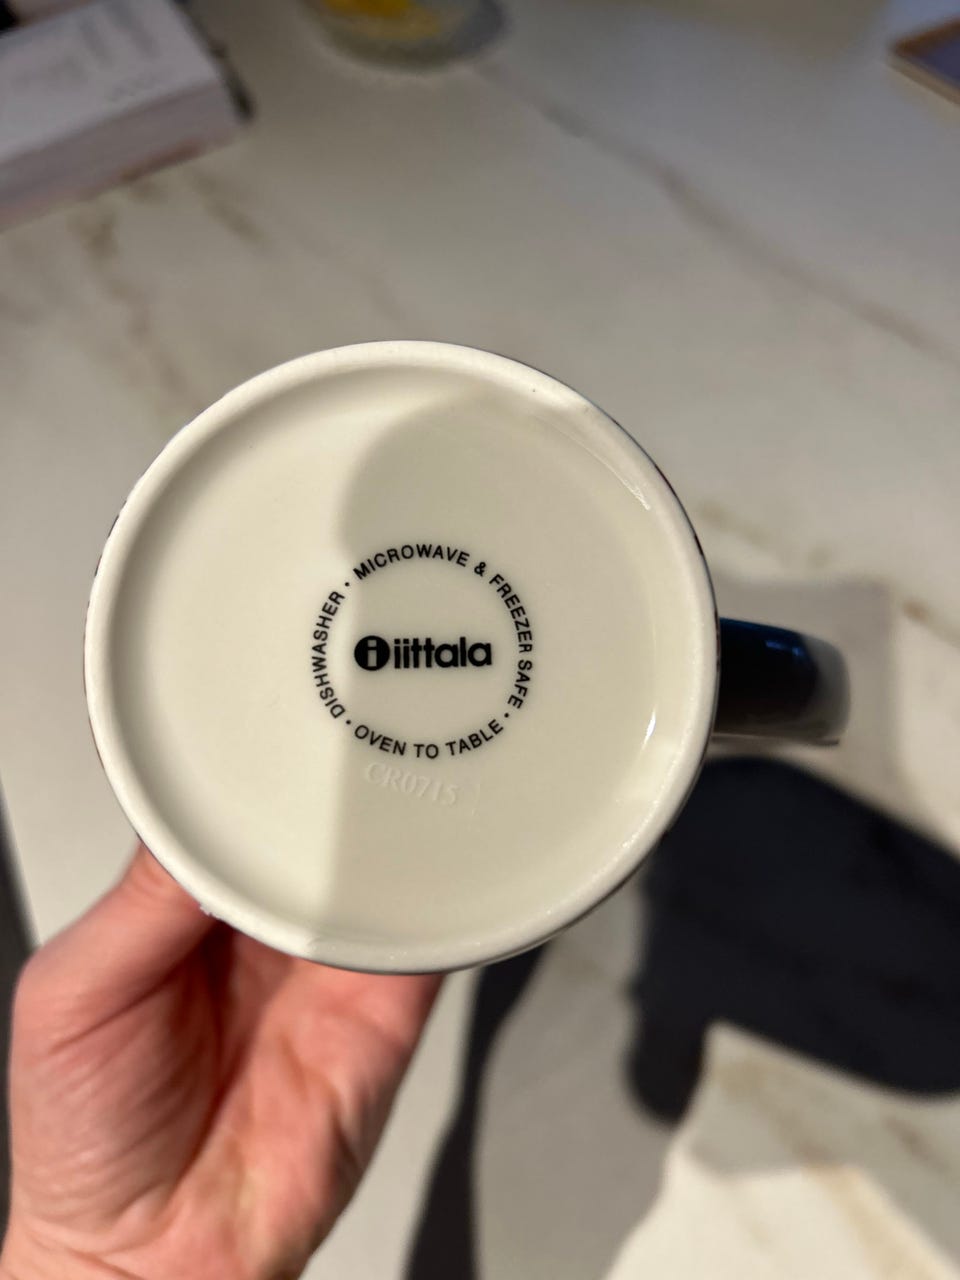 MICROWAVE & FREEZER SAFE • OVEN TO TABLE • DISHWASHER •
i iittala
CR0715